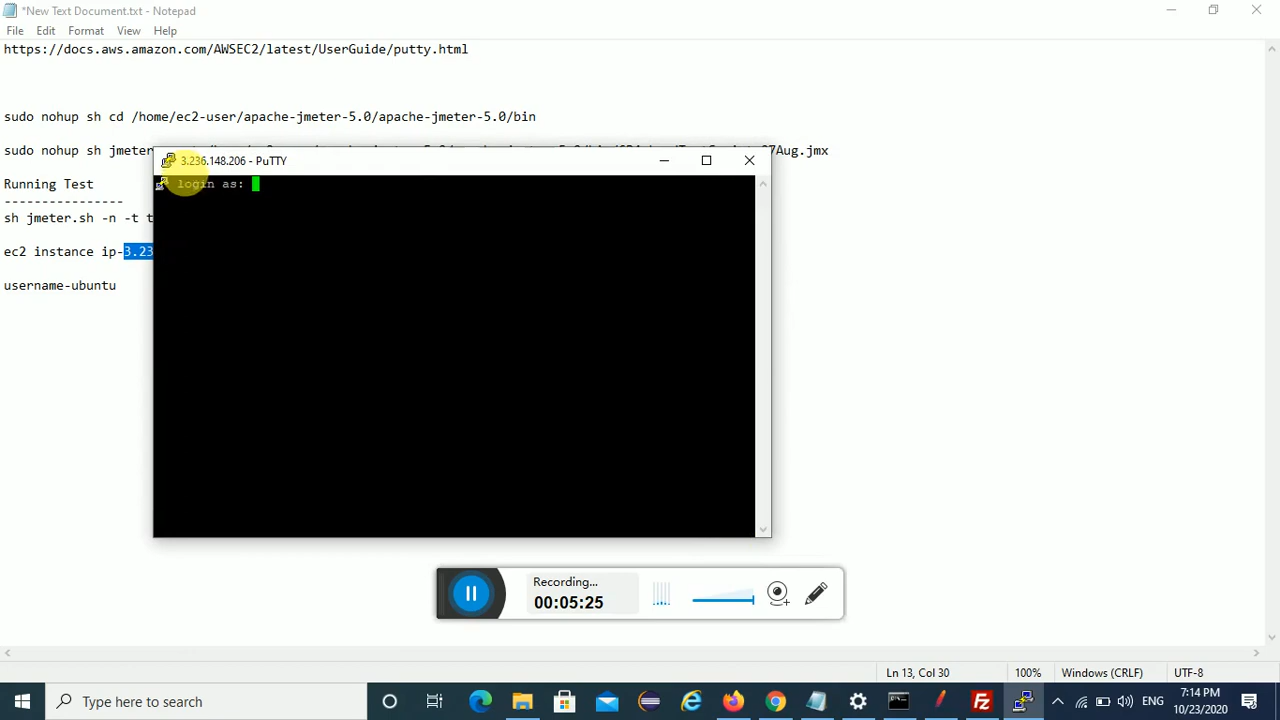 *New Text Document.txt - Notepad
File Edit Format View Help
https://docs.aws.amazon.com/AWSEC2/latest/UserGuide/putty.html
sudo nohup sh cd /home/ec2-user/apache-jmeter-5.0/apache-jmeter-5.0/bin
sudo nohup sh jmeter
7Aug.jmx
3.236.148.206 - PuTTY
login as:
Running Test
----------------
sh jmeter.sh -n -t t
ec2 instance ip-3.23
username-ubuntu
Recording...
00:05:25
Ln 13, Col 30 100% Windows (CRLF) UTF-8
Type here to search
ENG
7:14 PM
10/23/2020